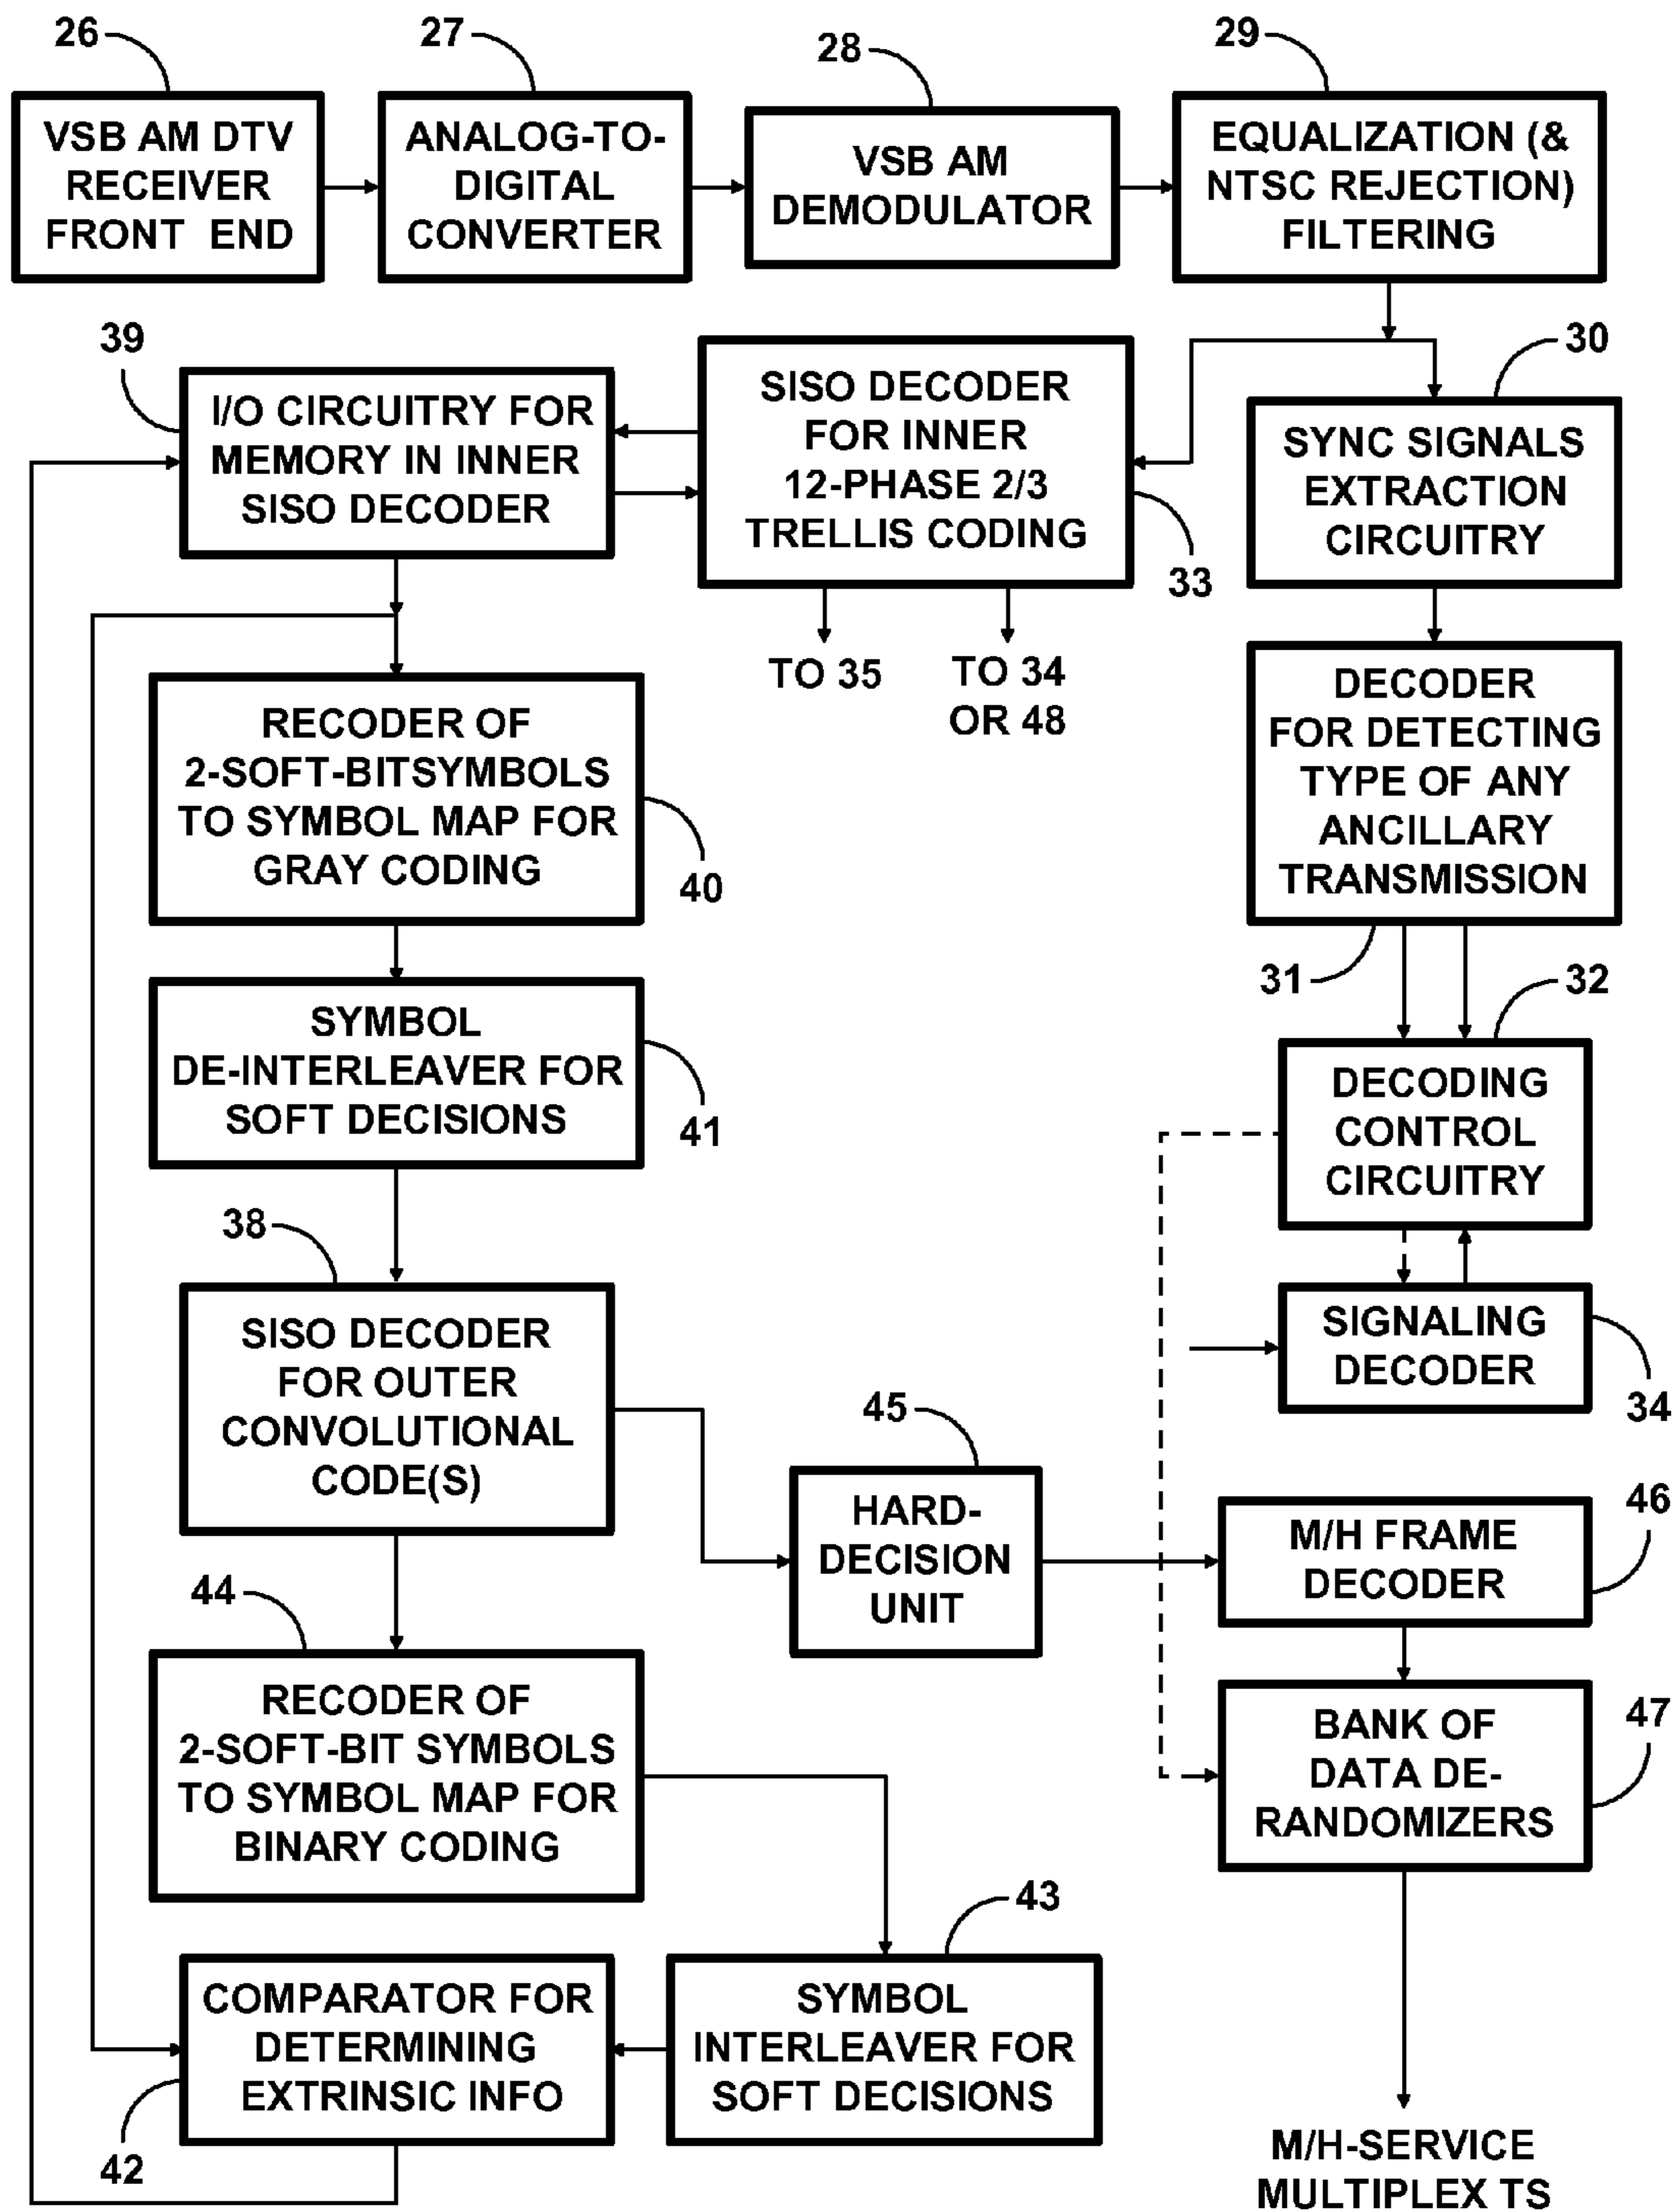 26
27
28
29
VSB AM DTV
RECEIVER
FRONT END
ANALOG-TO-
DIGITAL
CONVERTER
VSB AM
DEMODULATOR
EQUALIZATION (&
NTSC REJECTION)
FILTERING
39
I/O CIRCUITRY FOR
MEMORY IN INNER
SISO DECODER
SISO DECODER
FOR INNER
12-PHASE 2/3
TRELLIS CODING
33
30
SYNC SIGNALS
EXTRACTION
CIRCUITRY
TO 35
TO 34
OR 48
RECODER OF
2-SOFT-BITSYMBOLS
TO SYMBOL MAP FOR
GRAY CODING
40
DECODER
FOR DETECTING
TYPE OF ANY
ANCILLARY
TRANSMISSION
31
32
SYMBOL
DE-INTERLEAVER FOR
SOFT DECISIONS
41
DECODING
CONTROL
CIRCUITRY
38
SISO DECODER
FOR OUTER
CONVOLUTIONAL
CODE(S)
SIGNALING
DECODER
34
45
HARD-
DECISION
UNIT
46
M/H FRAME
DECODER
44
RECODER OF
2-SOFT-BIT SYMBOLS
TO SYMBOL MAP FOR
BINARY CODING
47
BANK OF
DATA DE-
RANDOMIZERS
43
COMPARATOR FOR
DETERMINING
EXTRINSIC INFO
42
SYMBOL
INTERLEAVER FOR
SOFT DECISIONS
M/H-SERVICE
MULTIPLEX TS